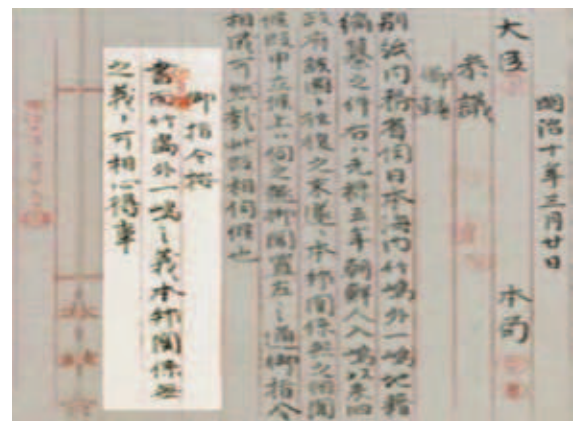 明治十年三月廿日
大臣 本局
参議
卿輔
別紙内務省伺日本海内竹嶋外一嶋地籍
編纂之件右ハ元禄五年朝鮮人入嶋以来旧
政府該國ト往復之末遂ニ本邦関係無之相聞
候段申立候上ハ伺之趣御聞置左之通御指令
相成可然哉此段相伺候也
御指令按
書面竹島外一嶋之義本邦関係無
之義ト可相心得事